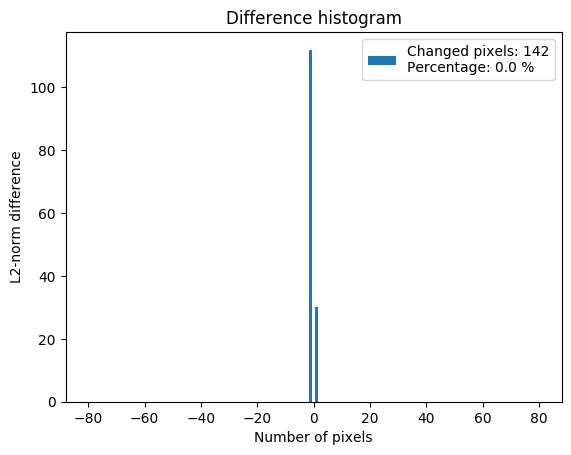 Difference histogram
Changed pixels: 142
Percentage: 0.0 %
L2-norm difference
100
80
60
40
20
0
−80 −60 −40 −20 0 20 40 60 80
Number of pixels